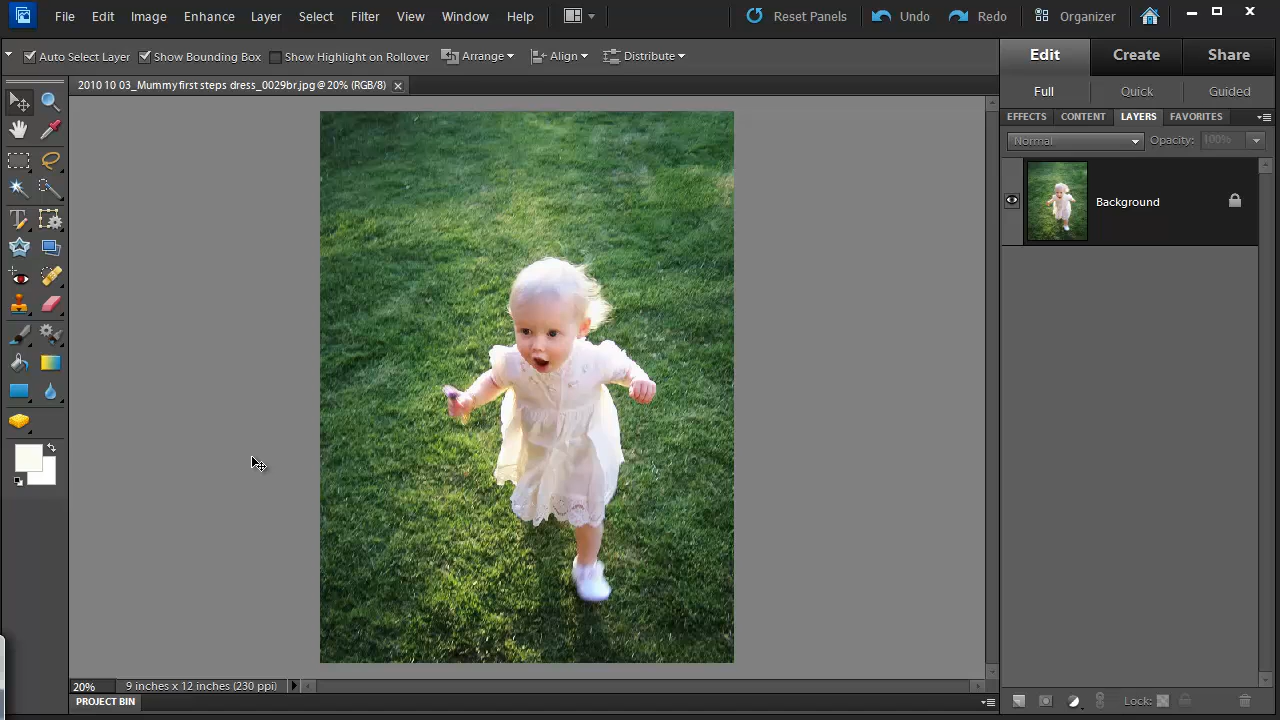 File Edit Image Enhance Layer Select Filter View Window Help Reset Panels Undo Redo Organizer
Auto Select Layer Show Bounding Box Show Highlight on Rollover Arrange Align Distribute
Edit Create Share
2010 10 03_Mummy first steps dress_0029br.jpg @ 20% (RGB/8)
Full Quick Guided
EFFECTS CONTENT LAYERS FAVORITES
Normal Opacity: 100%
Background
20% 9 inches x 12 inches (230 ppi)
PROJECT BIN Lock: